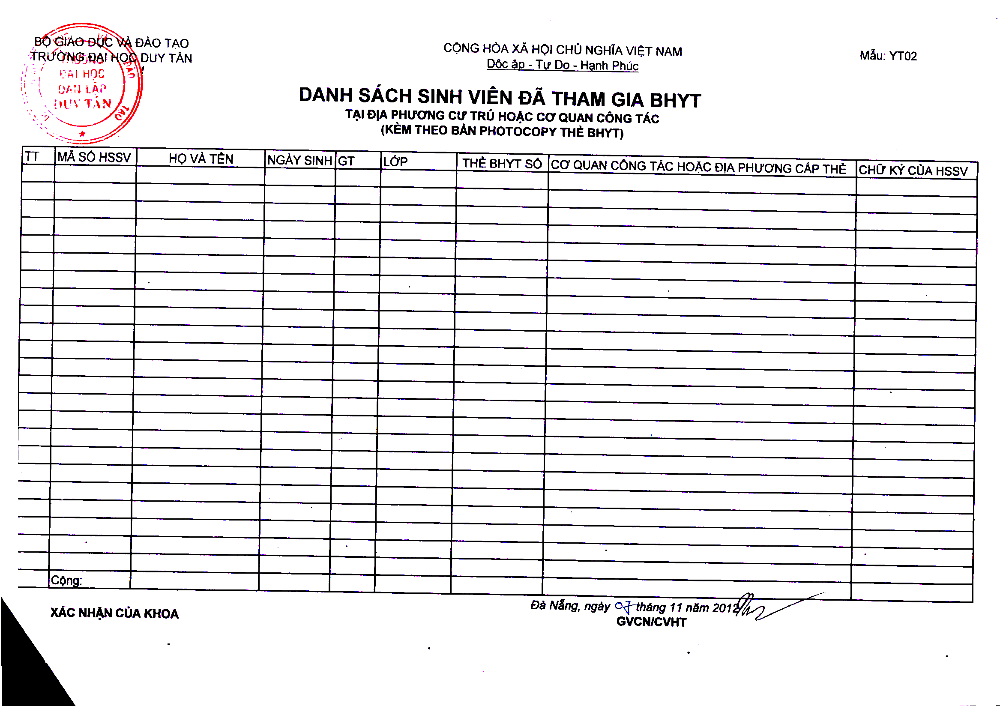 BỘ GIÁO DỤC VÀ ĐÀO TẠO
TRƯỜNG ĐẠI HỌC DUY TÂN
TRƯỜNG
ĐẠI HỌC
DÂN LẬP
DUY TÂN
ĐÀO TẠO
CỘNG HÒA XÃ HỘI CHỦ NGHĨA VIỆT NAM
Dộc âp - Tự Do - Hạnh Phúc
Mẫu: YT02
DANH SÁCH SINH VIÊN ĐÃ THAM GIA BHYT
TẠI ĐỊA PHƯƠNG CƯ TRÚ HOẶC CƠ QUAN CÔNG TÁC
(KÈM THEO BẢN PHOTOCOPY THẺ BHYT)
TT MÃ SỐ HSSV HỌ VÀ TÊN NGÀY SINH GT LỚP THẺ BHYT SỐ CƠ QUAN CÔNG TÁC HOẶC ĐỊA PHƯƠNG CẤP THẺ CHỮ KÝ CỦA HSSV
Cộng:
Đà Nẵng, ngày 07 tháng 11 năm 2012
XÁC NHẬN CỦA KHOA
GVCN/CVHT